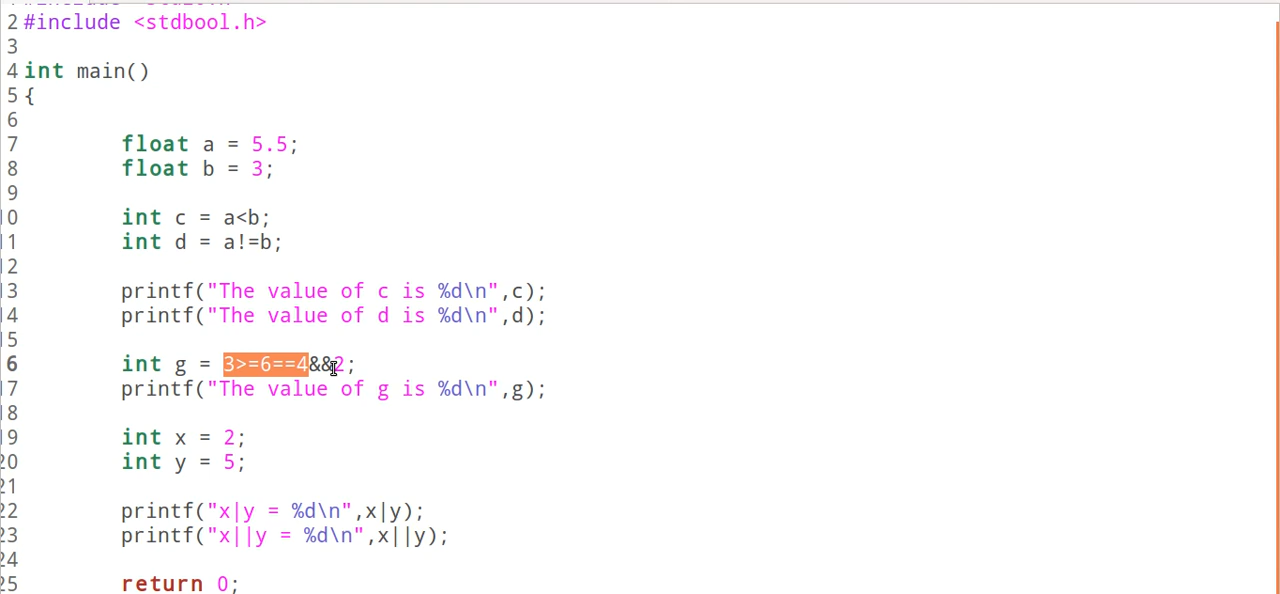 2 #include <stdbool.h>
3
4 int main()
5 {
6
7 float a = 5.5;
8 float b = 3;
9
0 int c = a<b;
1 int d = a!=b;
2
3 printf("The value of c is %d\n",c);
4 printf("The value of d is %d\n",d);
5
6 int g = 3>=6==4&&2;
7 printf("The value of g is %d\n",g);
8
9 int x = 2;
20 int y = 5;
21
22 printf("x|y = %d\n",x|y);
23 printf("x||y = %d\n",x||y);
24
25 return 0;